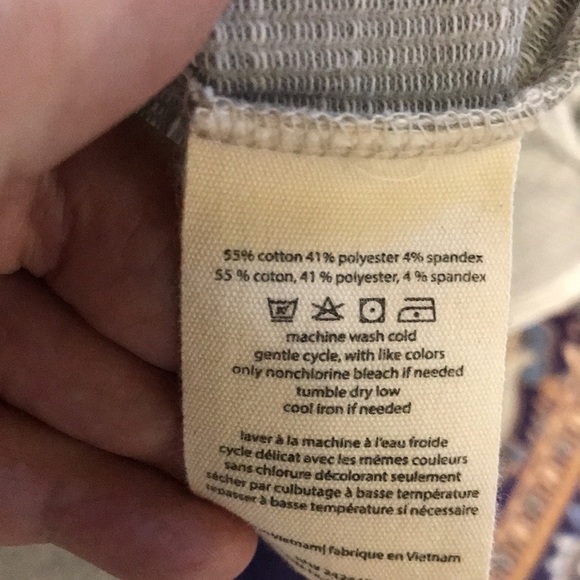 55% cotton 41% polyester 4% spandex
55 % coton, 41 % polyester, 4 % spandex
machine wash cold
gentle cycle, with like colors
only nonchlorine bleach if needed
tumble dry low
cool iron if needed
laver à la machine à l'eau froide
cycle délicat avec les mêmes couleurs
sans chlorure décolorant seulement
sécher par culbutage à basse température
repasser à basse température si nécessaire
Vietnam| fabrique en Vietnam